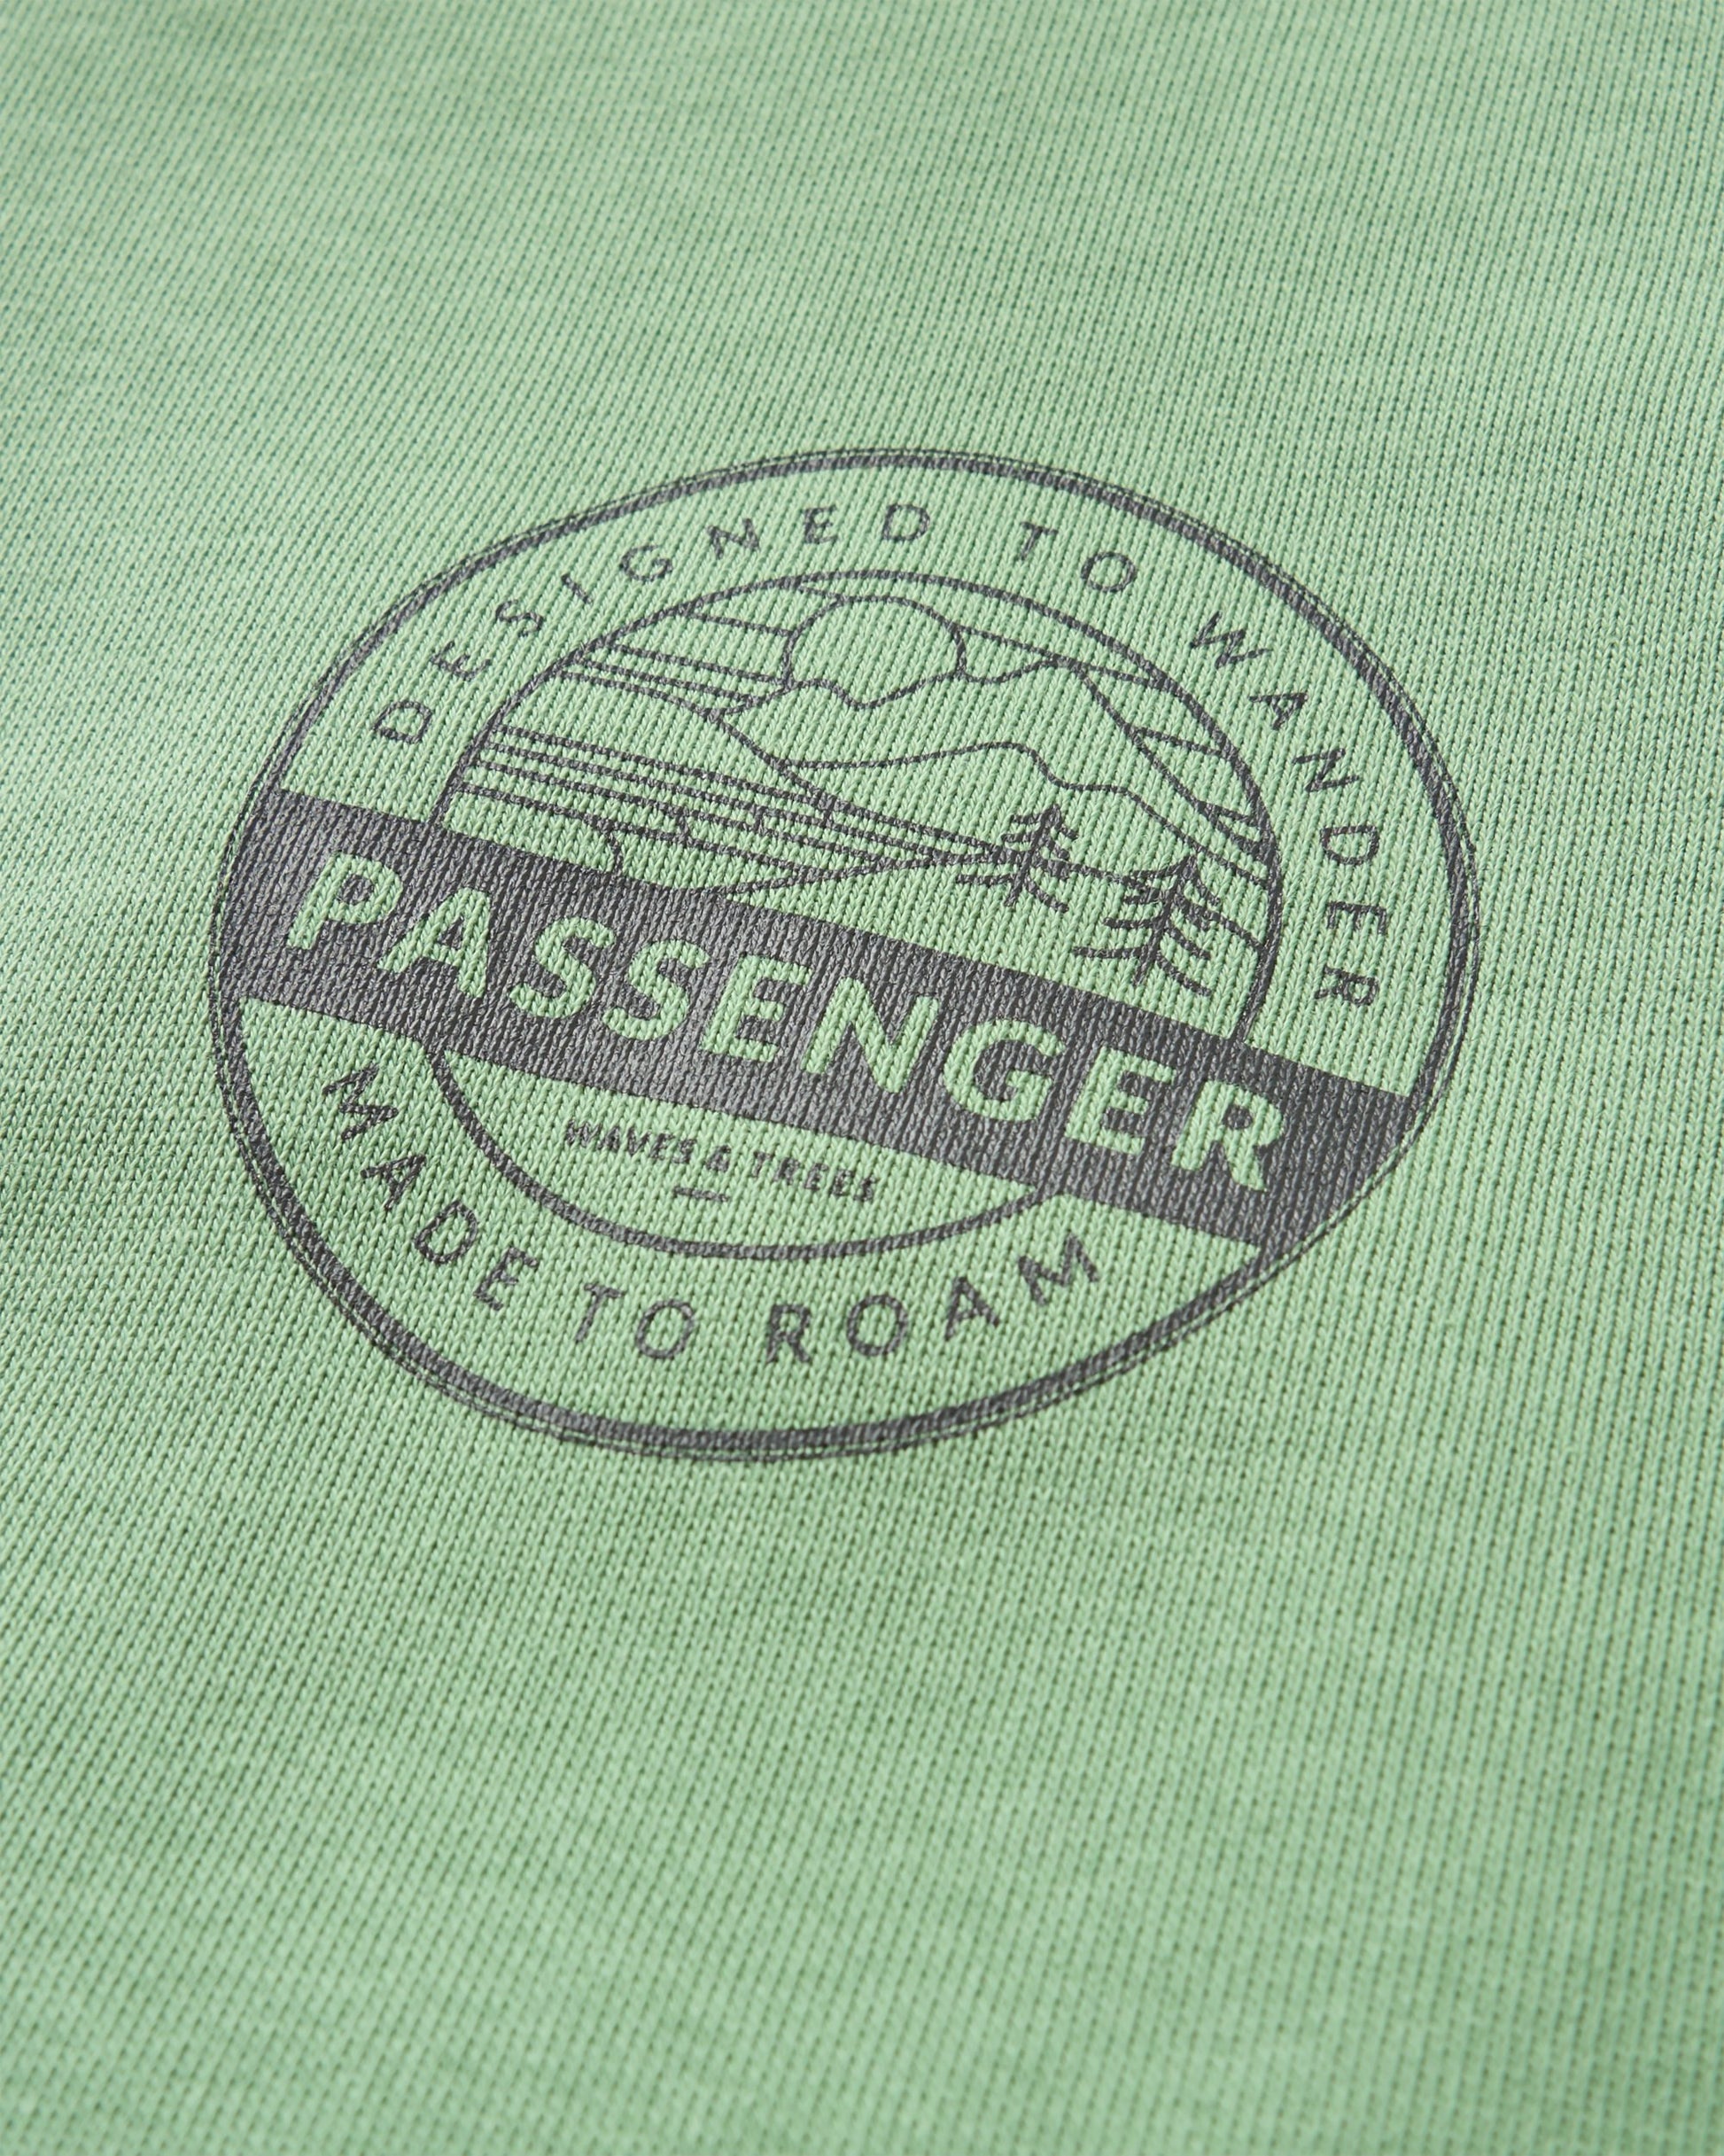 DESIGNED TO WANDER
PASSENGER
WAVES & TREES
MADE TO ROAM